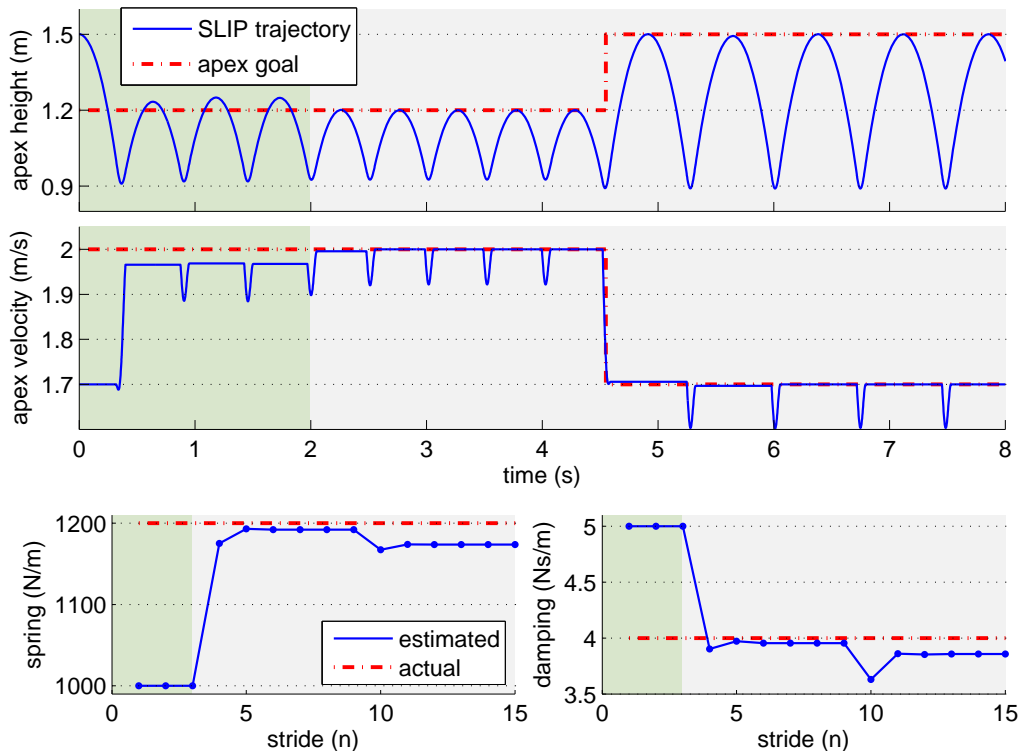 apex height (m)
1.5
1.2
0.9
SLIP trajectory
apex goal
apex velocity (m/s)
2
1.9
1.8
1.7
0 1 2 3 4 5 6 7 8
time (s)
spring (N/m)
1200
1100
1000
estimated
actual
0 5 10 15
stride (n)
damping (Ns/m)
5
4.5
4
3.5
0 5 10 15
stride (n)